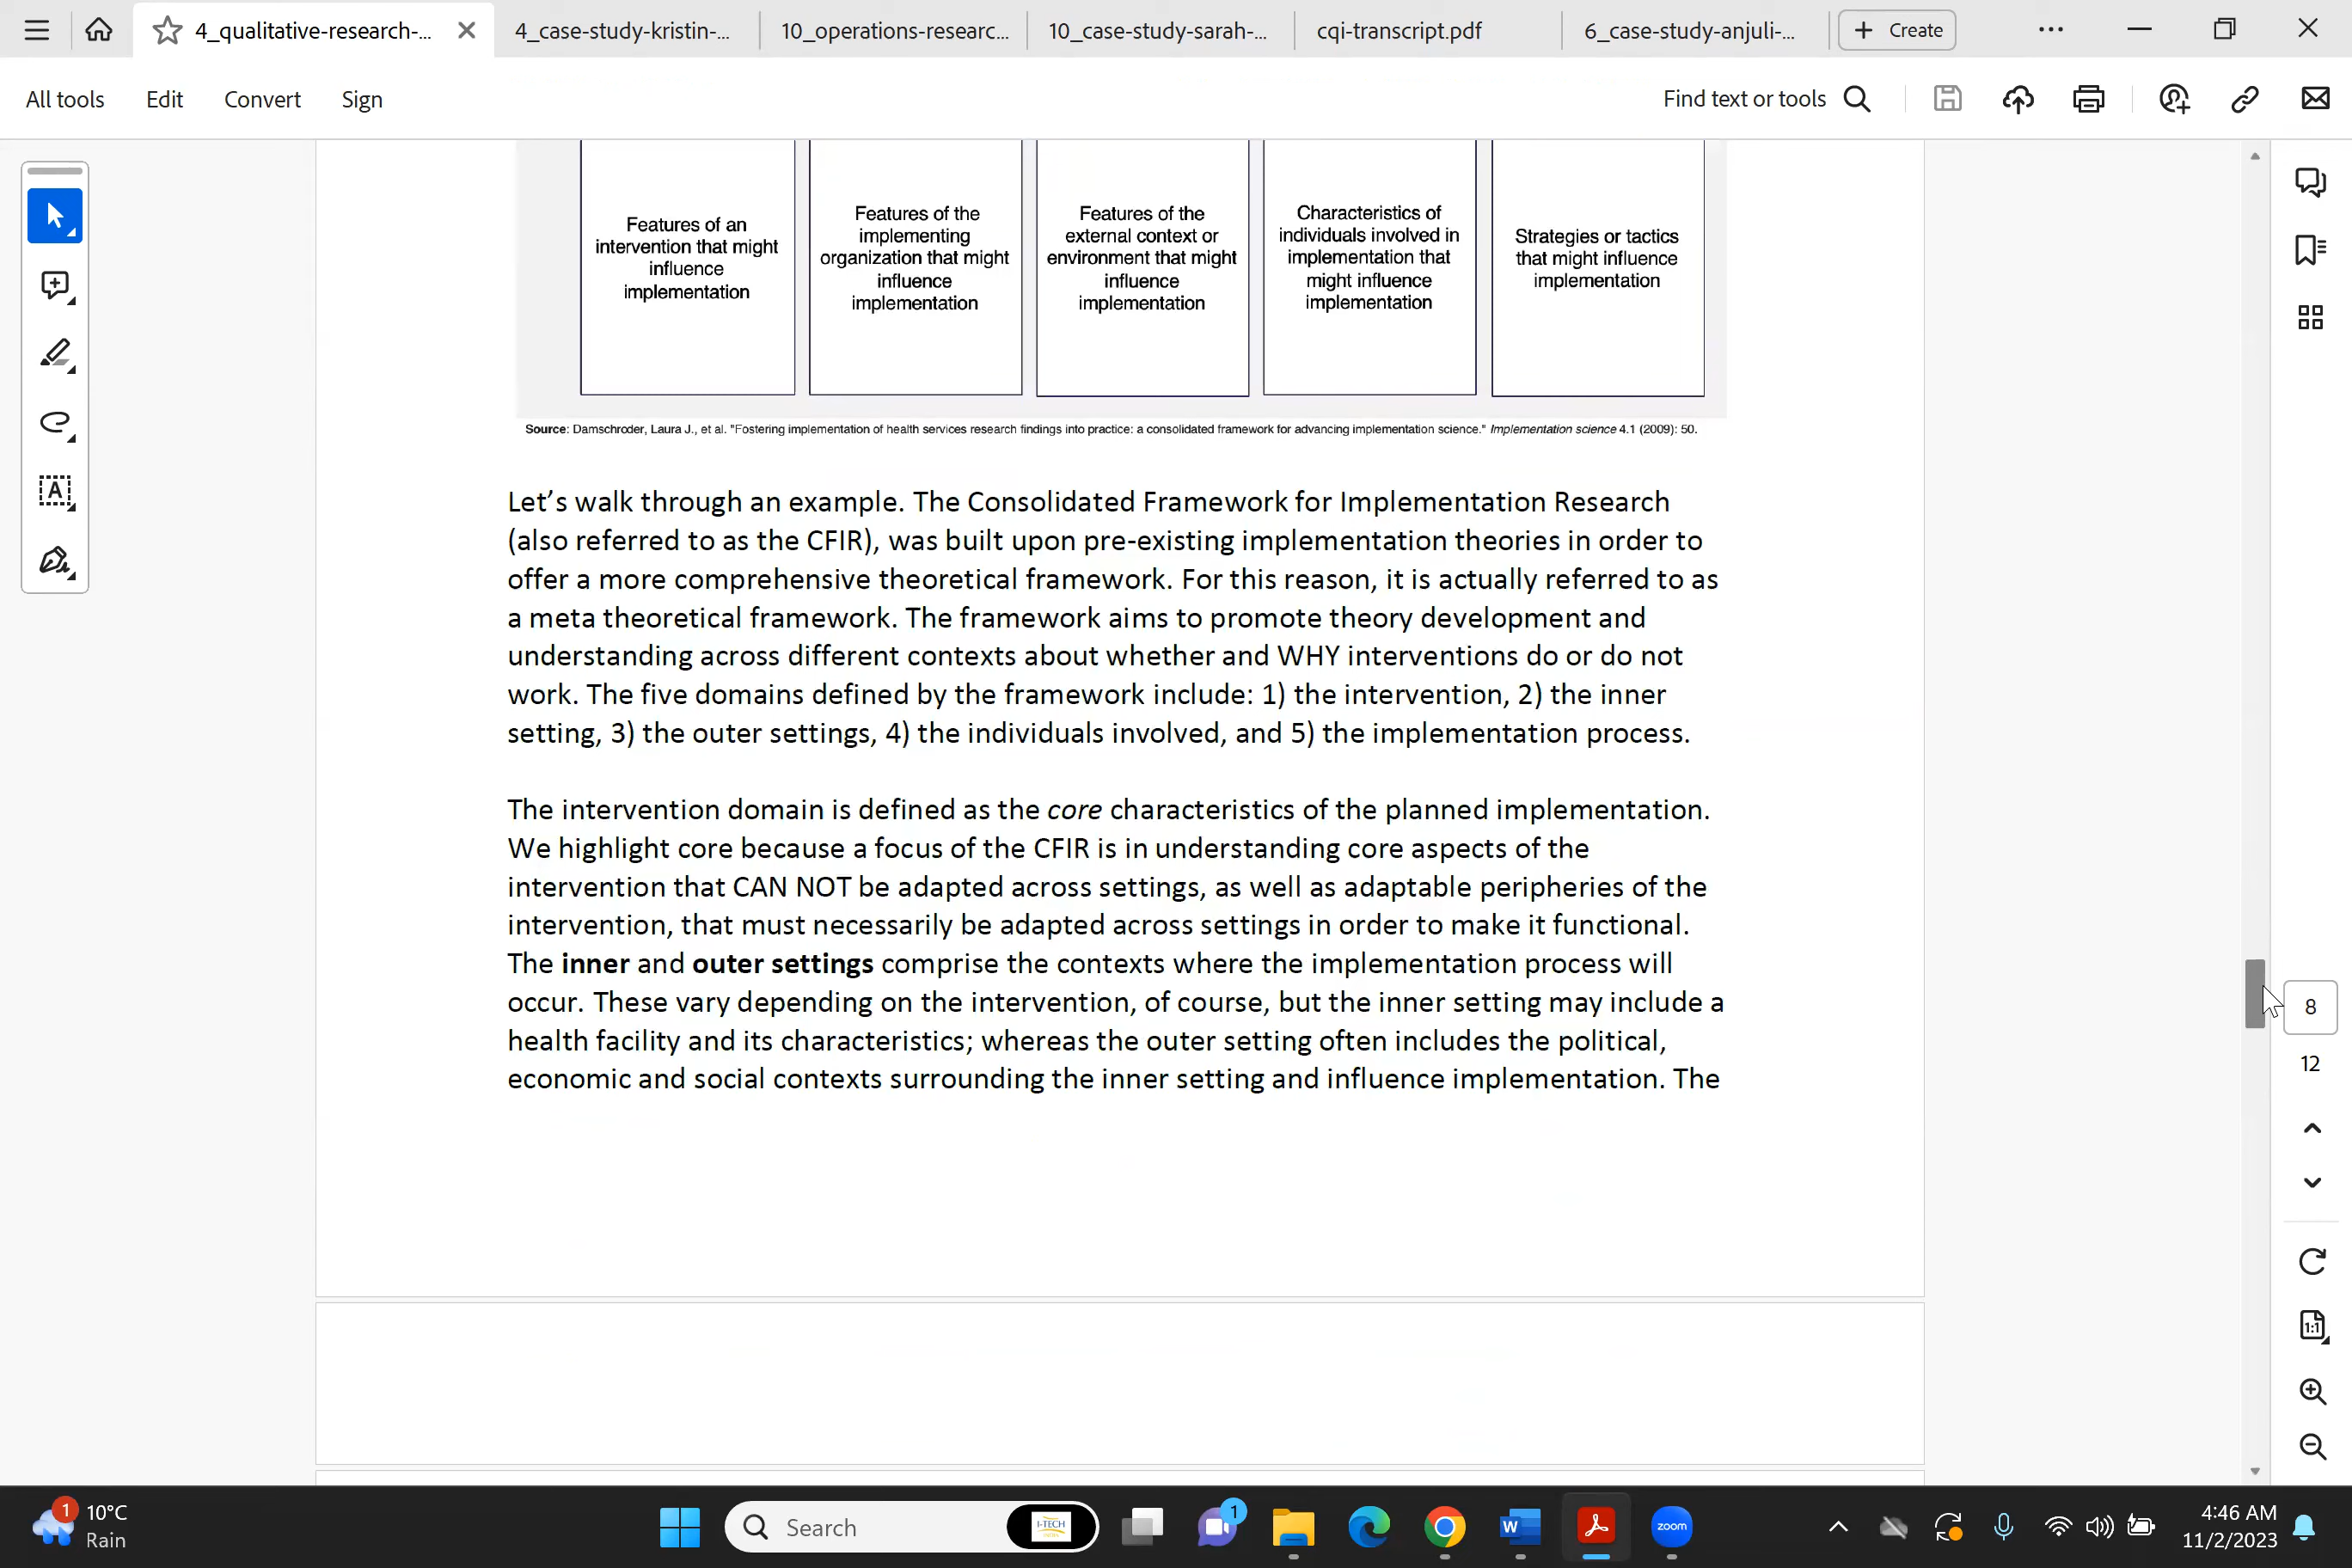 4_qualitative-research-...
4_case-study-kristin-...
10_operations-researc...
10_case-study-sarah-...
cqi-transcript.pdf
6_case-study-anjuli-...
Create
All tools
Edit
Convert
Sign
Find text or tools
Features of an
intervention that might
influence
implementation
Features of the
implementing
organization that might
influence
implementation
Features of the
external context or
environment that might
influence
implementation
Characteristics of
individuals involved in
implementation that
might influence
implementation
Strategies or tactics
that might influence
implementation
Source: Damschroder, Laura J., et al. "Fostering implementation of health services research findings into practice: a consolidated framework for advancing implementation science." Implementation science 4.1 (2009): 50.
Let’s walk through an example. The Consolidated Framework for Implementation Research
(also referred to as the CFIR), was built upon pre-existing implementation theories in order to
offer a more comprehensive theoretical framework. For this reason, it is actually referred to as
a meta theoretical framework. The framework aims to promote theory development and
understanding across different contexts about whether and WHY interventions do or do not
work. The five domains defined by the framework include: 1) the intervention, 2) the inner
setting, 3) the outer settings, 4) the individuals involved, and 5) the implementation process.
The intervention domain is defined as the core characteristics of the planned implementation.
We highlight core because a focus of the CFIR is in understanding core aspects of the
intervention that CAN NOT be adapted across settings, as well as adaptable peripheries of the
intervention, that must necessarily be adapted across settings in order to make it functional.
The inner and outer settings comprise the contexts where the implementation process will
occur. These vary depending on the intervention, of course, but the inner setting may include a
health facility and its characteristics; whereas the outer setting often includes the political,
economic and social contexts surrounding the inner setting and influence implementation. The
8
12
1:1
1
10°C
Rain
Search
I-TECH
1
W
zoom
4:46 AM
11/2/2023